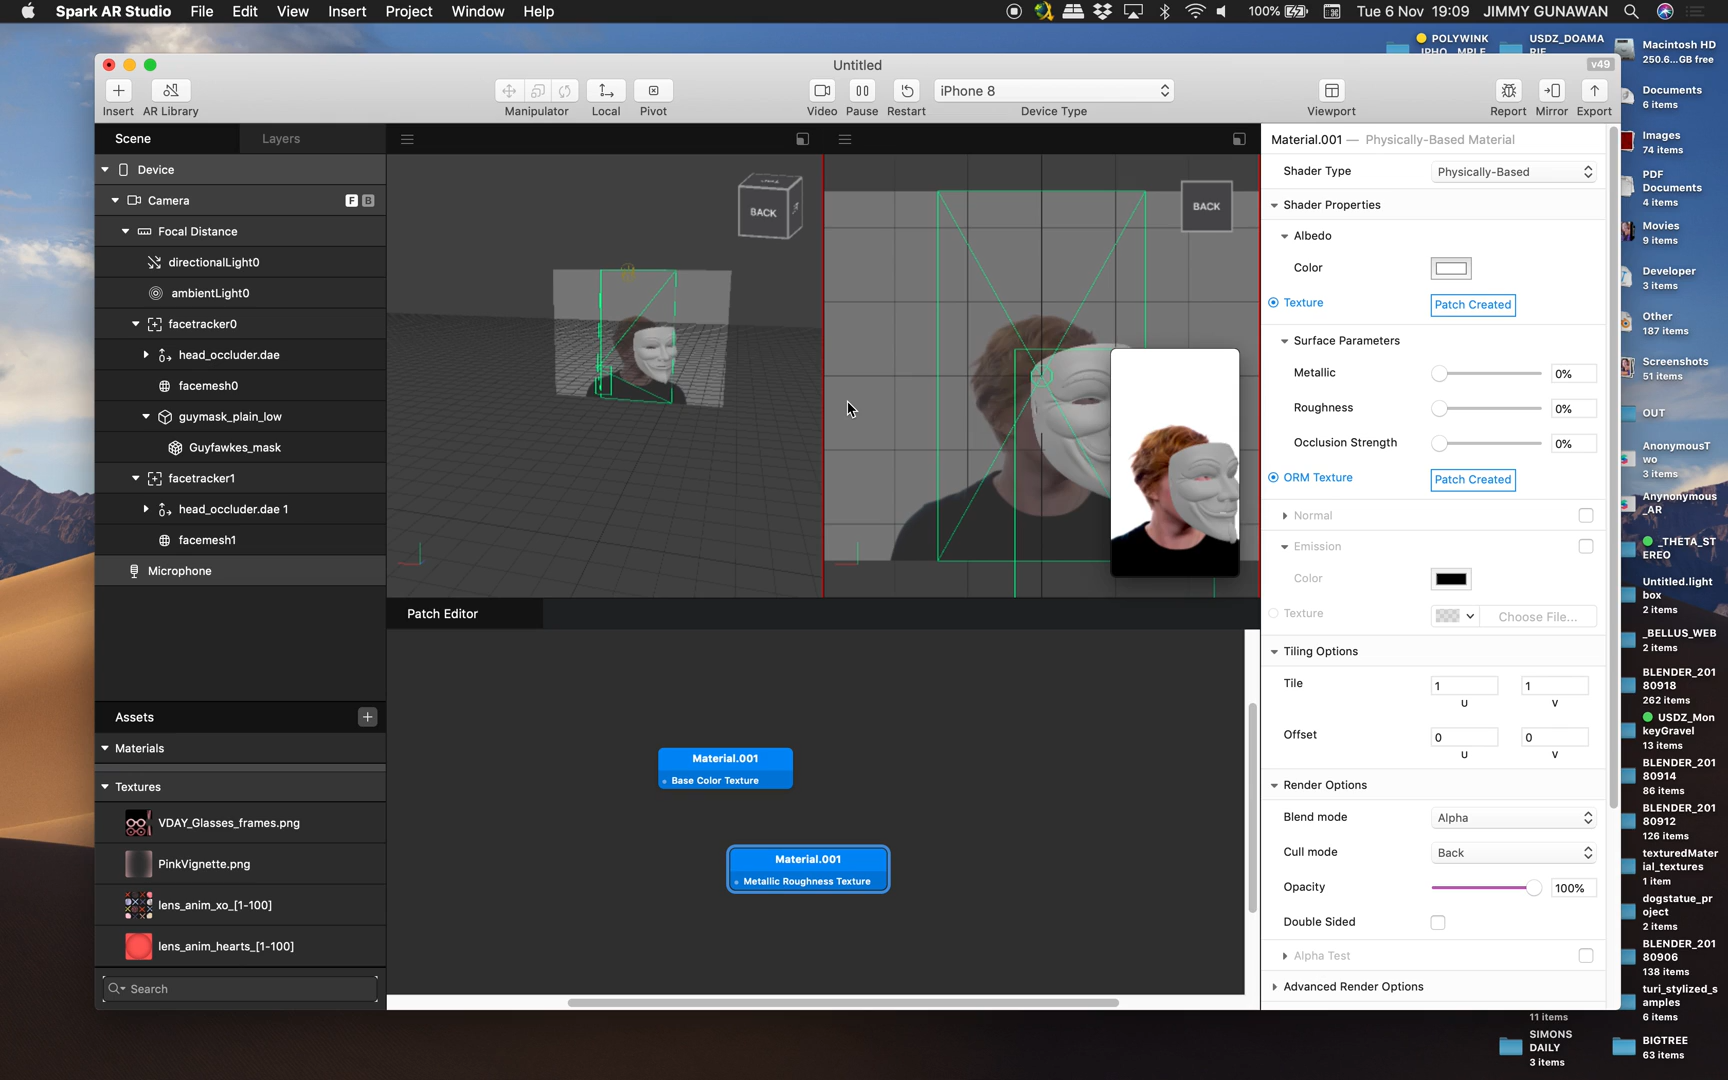 Spark AR Studio File Edit View Insert Project Window Help
100% Tue 6 Nov 19:09 JIMMY GUNAWAN
POLYWINK
USDZ_DOAMA
Macintosh HD
250.6...GB free
Untitled
v49
iPhone 8
Insert AR Library Manipulator Local Pivot Video Pause Restart Device Type Viewport Report Mirror Export
Scene Layers
Device
Camera F B
Focal Distance
directionalLight0
ambientLight0
facetracker0
head_occluder.dae
facemesh0
guymask_plain_low
Guyfawkes_mask
facetracker1
head_occluder.dae 1
facemesh1
Microphone
Assets
Materials
Textures
VDAY_Glasses_frames.png
PinkVignette.png
lens_anim_xo_[1-100]
lens_anim_hearts_[1-100]
Search
BACK
BACK
Patch Editor
Material.001
Base Color Texture
Material.001
Metallic Roughness Texture
Material.001 — Physically-Based Material
Shader Type Physically-Based
Shader Properties
Albedo
Color
Texture Patch Created
Surface Parameters
Metallic 0%
Roughness 0%
Occlusion Strength 0%
ORM Texture Patch Created
Normal
Emission
Color
Texture Choose File...
Tiling Options
Tile 1 1
U V
Offset 0 0
U V
Render Options
Blend mode Alpha
Cull mode Back
Opacity 100%
Double Sided
Alpha Test
Advanced Render Options
Documents
6 items
Images
74 items
PDF
Documents
4 items
Movies
9 items
Developer
3 items
Other
187 items
Screenshots
51 items
OUT
AnonymousT
wo
3 items
Anynonymous
_AR
_THETA_ST
EREO
Untitled.light
box
2 items
_BELLUS_WEB
2 items
BLENDER_201
80918
262 items
USDZ_Mon
keyGravel
13 items
BLENDER_201
80914
86 items
BLENDER_201
80912
126 items
texturedMater
ial_textures
1 item
dogstatue_pr
oject
2 items
BLENDER_201
80906
138 items
turi_stylized_s
amples
6 items
11 items
SIMONS
DAILY
3 items
BIGTREE
63 items